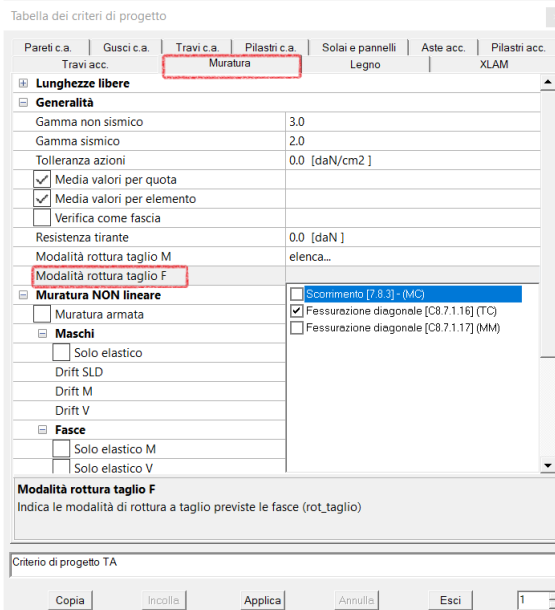 Tabella dei criteri di progetto
Pareti c.a. Gusci c.a. Travi c.a. Pilastri c.a. Solai e pannelli Aste acc. Pilastri acc.
Travi acc. Muratura Legno XLAM
Lunghezze libere
Generalità
Gamma non sismico 3.0
Gamma sismico 2.0
Tolleranza azioni 0.0 [daN/cm2 ]
Media valori per quota
Media valori per elemento
Verifica come fascia
Resistenza tirante 0.0 [daN ]
Modalità rottura taglio M elenca...
Modalità rottura taglio F
Scorrimento [7.8.3] - (MC)
Muratura NON lineare
Fessurazione diagonale [C8.7.1.16] (TC)
Muratura armata
Fessurazione diagonale [C8.7.1.17] (MM)
Maschi
Solo elastico
Drift SLD
Drift M
Drift V
Fasce
Solo elastico M
Solo elastico V
Modalità rottura taglio F
Indica le modalità di rottura a taglio previste le fasce (rot_taglio)
Criterio di progetto TA
Copia Incolla Applica Annulla Esci 1